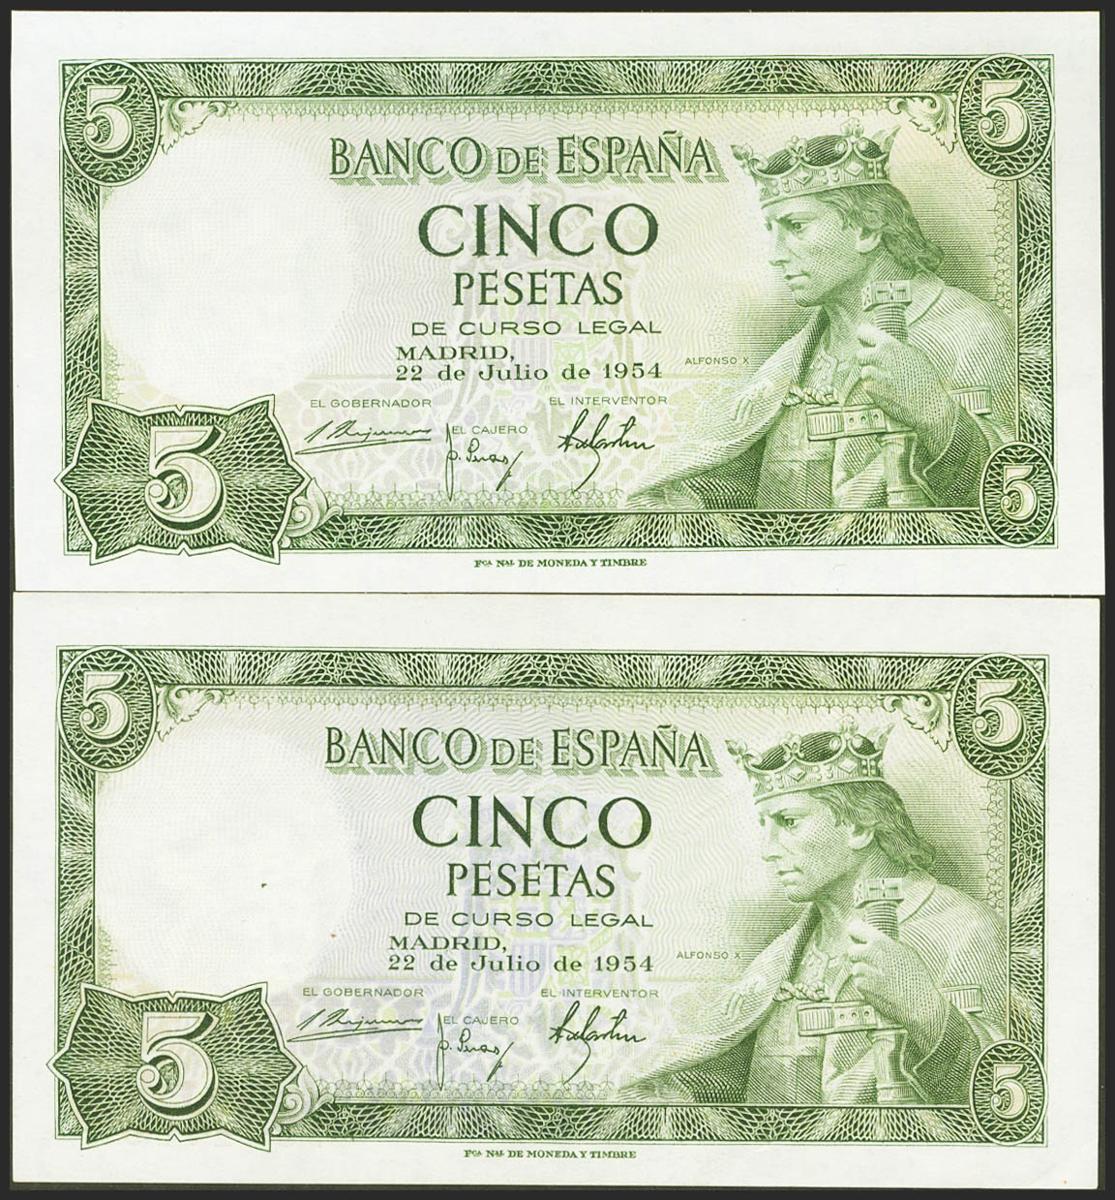 5 5
BANCO DE ESPAÑA
CINCO
PESETAS
DE CURSO LEGAL
MADRID,
22 de Julio de 1954
ALFONSO X
EL GOBERNADOR EL INTERVENTOR
EL CAJERO
5 5
Fca Nal DE MONEDA Y TIMBRE
5 5
BANCO DE ESPAÑA
CINCO
PESETAS
DE CURSO LEGAL
MADRID,
22 de Julio de 1954
ALFONSO X
EL GOBERNADOR EL INTERVENTOR
EL CAJERO
5 5
Fca Nal DE MONEDA Y TIMBRE